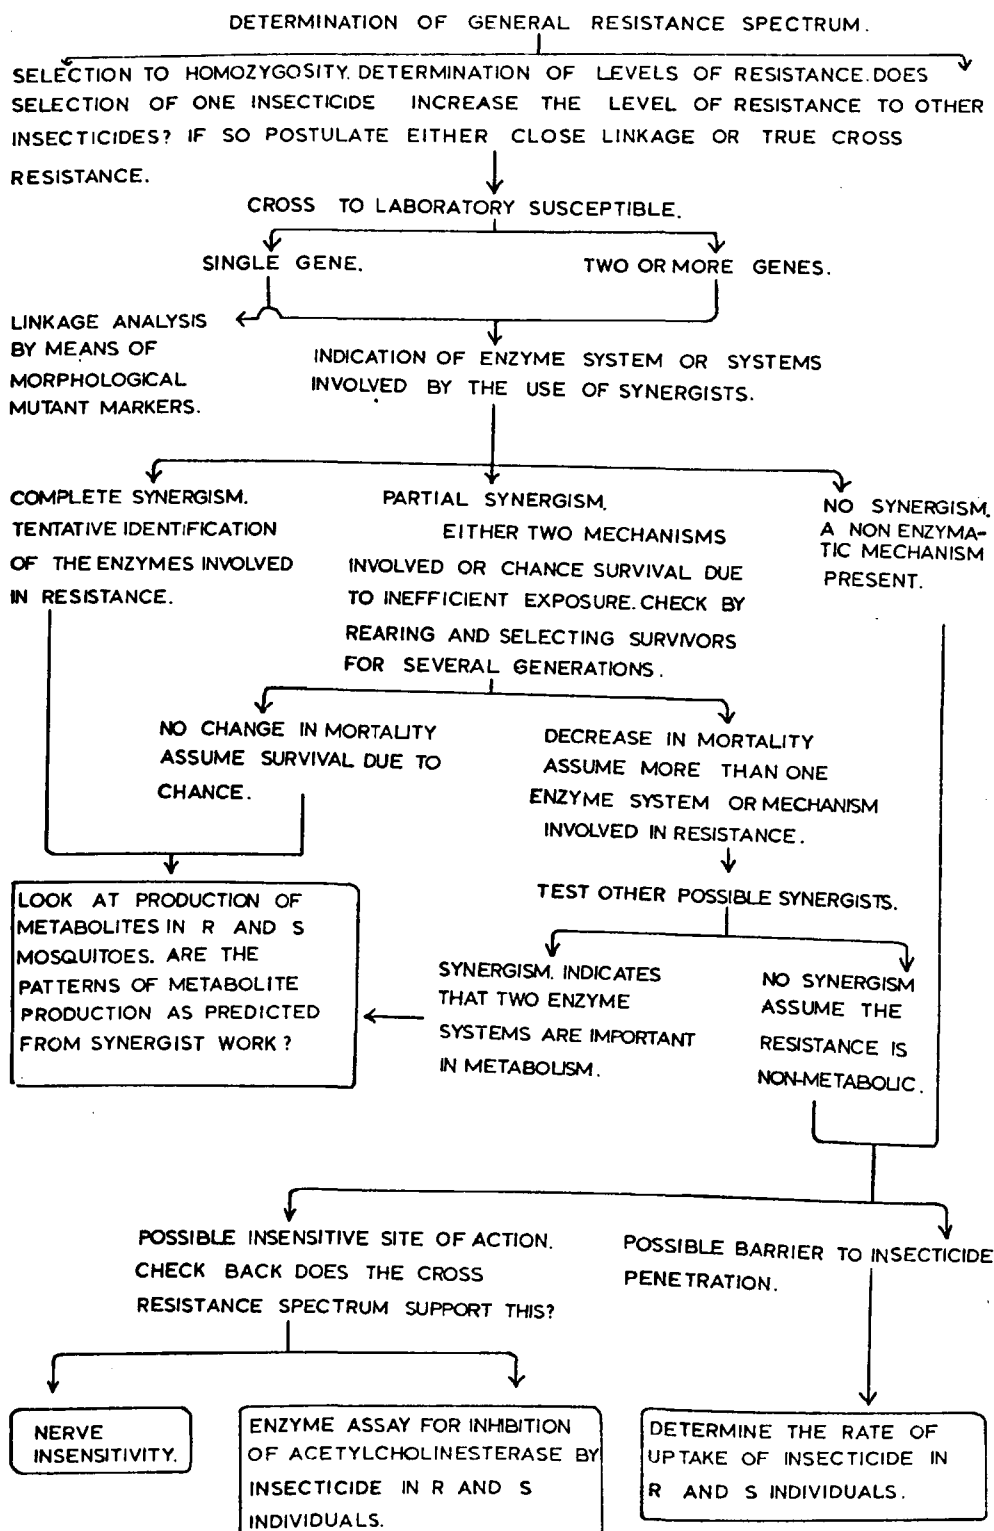 DETERMINATION OF GENERAL RESISTANCE SPECTRUM.
SELECTION TO HOMOZYGOSITY. DETERMINATION OF LEVELS OF RESISTANCE. DOES
SELECTION OF ONE INSECTICIDE INCREASE THE LEVEL OF RESISTANCE TO OTHER
INSECTICIDES? IF SO POSTULATE EITHER CLOSE LINKAGE OR TRUE CROSS
RESISTANCE.
CROSS TO LABORATORY SUSCEPTIBLE.
SINGLE GENE.
TWO OR MORE GENES.
LINKAGE ANALYSIS
BY MEANS OF
MORPHOLOGICAL
MUTANT MARKERS.
INDICATION OF ENZYME SYSTEM OR SYSTEMS
INVOLVED BY THE USE OF SYNERGISTS.
COMPLETE SYNERGISM.
TENTATIVE IDENTIFICATION
OF THE ENZYMES INVOLVED
IN RESISTANCE.
PARTIAL SYNERGISM.
EITHER TWO MECHANISMS
INVOLVED OR CHANCE SURVIVAL DUE
TO INEFFICIENT EXPOSURE. CHECK BY
REARING AND SELECTING SURVIVORS
FOR SEVERAL GENERATIONS.
NO SYNERGISM.
A NON ENZYMA-
TIC MECHANISM
PRESENT.
NO CHANGE IN MORTALITY
ASSUME SURVIVAL DUE TO
CHANCE.
DECREASE IN MORTALITY
ASSUME MORE THAN ONE
ENZYME SYSTEM OR MECHANISM
INVOLVED IN RESISTANCE.
TEST OTHER POSSIBLE SYNERGISTS.
LOOK AT PRODUCTION OF
METABOLITES IN R AND S
MOSQUITOES. ARE THE
PATTERNS OF METABOLITE
PRODUCTION AS PREDICTED
FROM SYNERGIST WORK?
SYNERGISM. INDICATES
THAT TWO ENZYME
SYSTEMS ARE IMPORTANT
IN METABOLISM.
NO SYNERGISM
ASSUME THE
RESISTANCE IS
NON-METABOLIC.
POSSIBLE INSENSITIVE SITE OF ACTION.
CHECK BACK DOES THE CROSS
RESISTANCE SPECTRUM SUPPORT THIS?
POSSIBLE BARRIER TO INSECTICIDE
PENETRATION.
NERVE
INSENSITIVITY.
ENZYME ASSAY FOR INHIBITION
OF ACETYLCHOLINESTERASE BY
INSECTICIDE IN R AND S
INDIVIDUALS.
DETERMINE THE RATE OF
UPTAKE OF INSECTICIDE IN
R AND S INDIVIDUALS.